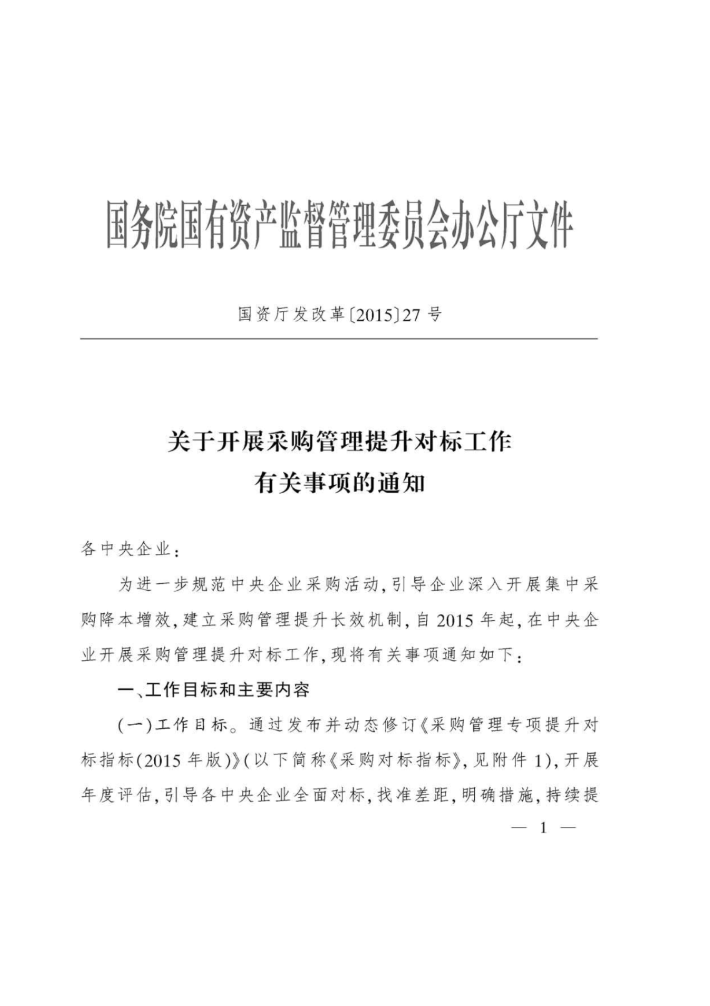 国务院国有资产监督管理委员会办公厅文件
国资厅发改革〔2015〕27 号
关于开展采购管理提升对标工作
有关事项的通知
各中央企业：
为进一步规范中央企业采购活动,引导企业深入开展集中采
购降本增效,建立采购管理提升长效机制,自 2015 年起,在中央企
业开展采购管理提升对标工作,现将有关事项通知如下：
一、工作目标和主要内容
(一)工作目标。通过发布并动态修订《采购管理专项提升对
标指标(2015 年版)》(以下简称《采购对标指标》,见附件 1),开展
年度评估,引导各中央企业全面对标,找准差距,明确措施,持续提
— 1 —